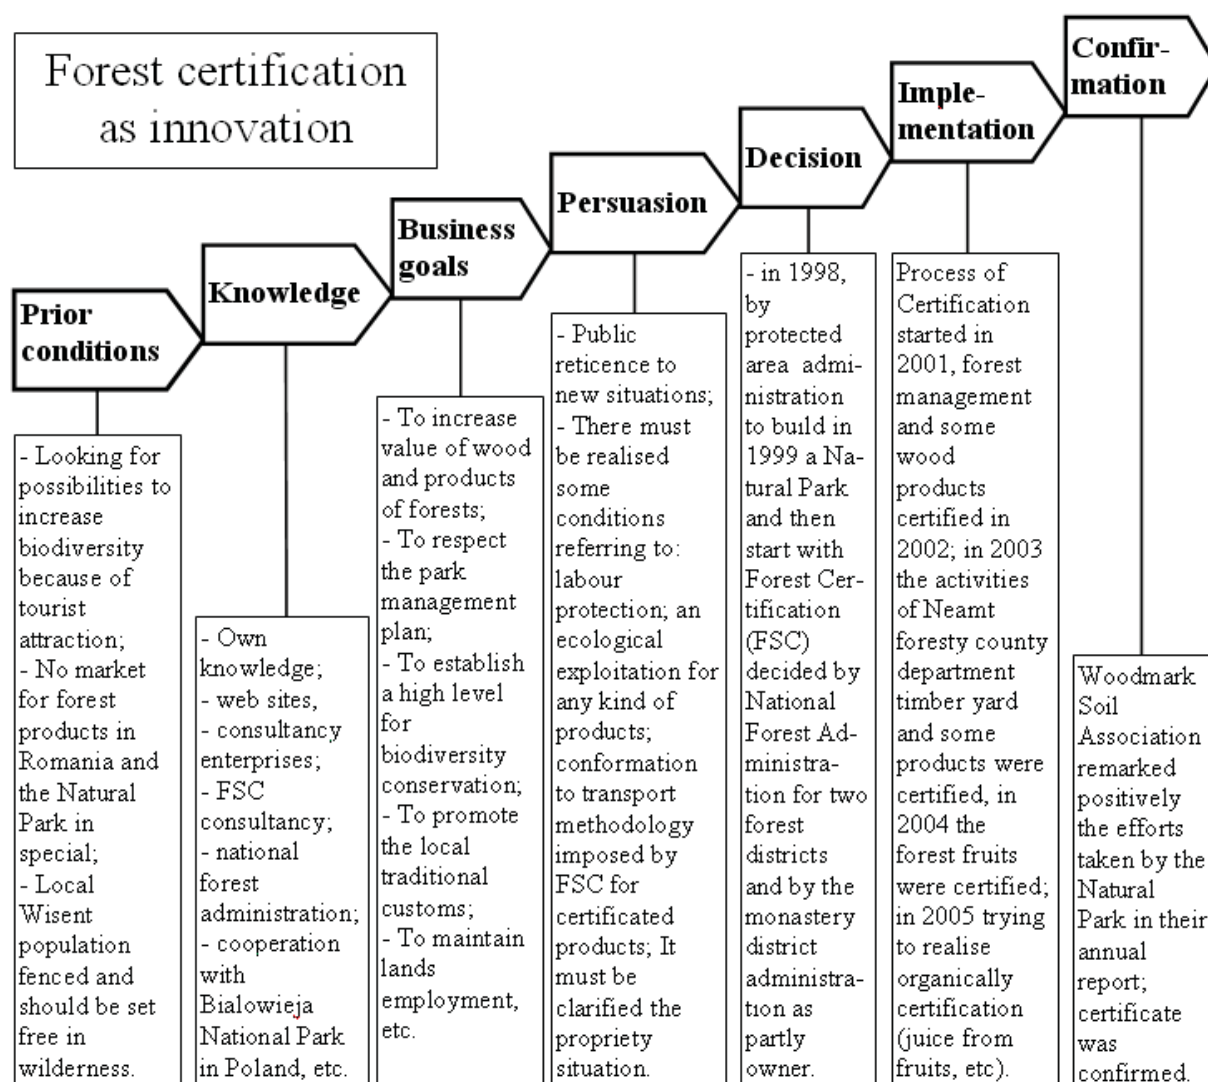 Forest certification
as innovation
Prior
conditions
- Looking for
possibilities to
increase
biodiversity
because of
tourist
attraction;
- No market
for forest
products in
Romania and
the Natural
Park in
special;
- Local
Wisent
population
fenced and
should be set
free in
wilderness.
Knowledge
- Own
knowledge;
- web sites,
- consultancy
enterprises;
- FSC
consultancy;
- national
forest
administration;
- cooperation
with
Bialowieja
National Park
in Poland, etc.
Business
goals
- To increase
value of wood
and products
of forests;
- To respect
the park
management
plan;
- To establish
a high level
for
biodiversity
conservation;
- To promote
the local
traditional
customs;
- To maintain
lands
employment,
etc.
Persuasion
- Public
reticence to
new situations;
- There must
be realised
some
conditions
referring to:
labour
protection; an
ecological
exploitation for
any kind of
products;
conformation
to transport
methodology
imposed by
FSC for
certificated
products; It
must be
clarified the
propriety
situation.
Decision
- in 1998,
by
protected
area admi-
nistration
to build in
1999 a Na-
tural Park
and then
start with
Forest Cer-
tification
(FSC)
decided by
National
Forest Ad-
ministra-
tion for two
forest
districts
and by the
monastery
district
administra-
tion as
partly
owner.
Imple-
mentation
Process of
Certification
started in
2001, forest
management
and some
wood
products
certified in
2002; in 2003
the activities
of Neamt
foresty county
department
timber yard
and some
products were
certified, in
2004 the
forest fruits
were certified;
in 2005 trying
to realise
organically
certification
(juice from
fruits, etc).
Confir-
mation
Woodmark
Soil
Association
remarked
positively
the efforts
taken by the
Natural
Park in their
annual
report;
certificate
was
confirmed.